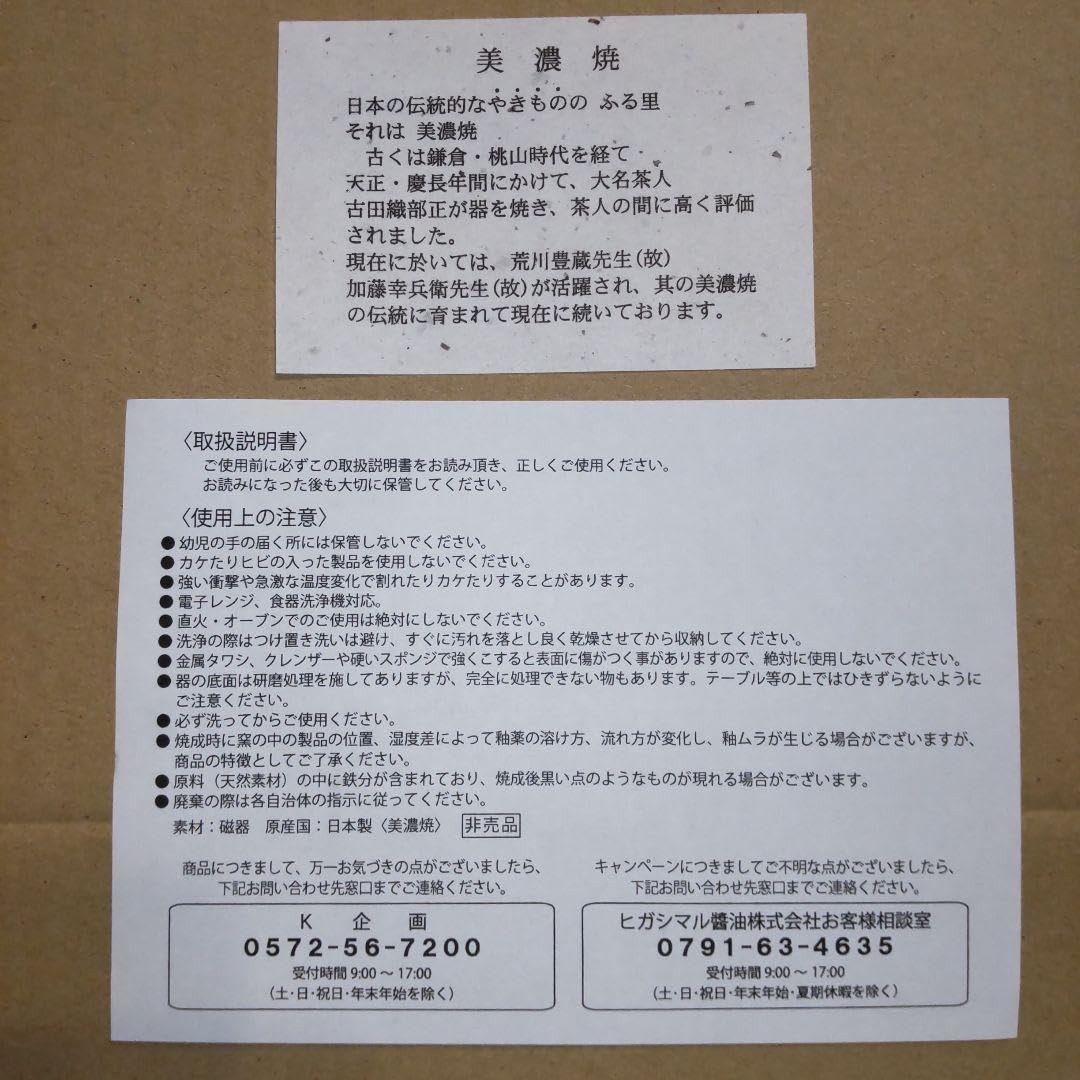 美濃焼
日本の伝統的なやきものの ふる里
それは 美濃焼
古くは鎌倉・桃山時代を経て
天正・慶長年間にかけて、大名茶人
古田織部正が器を焼き、茶人の間に高く評価
されました。
現在に於いては、荒川豊蔵先生(故)
加藤幸兵衛先生(故)が活躍され、其の美濃焼
の伝統に育まれて現在に続いております。
〈取扱説明書〉
ご使用前に必ずこの取扱説明書をお読み頂き、正しくご使用ください。
お読みになった後も大切に保管してください。
〈使用上の注意〉
●幼児の手の届く所には保管しないでください。
●カケたりヒビの入った製品を使用しないでください。
●強い衝撃や急激な温度変化で割れたりカケたりすることがあります。
●電子レンジ、食器洗浄機対応。
●直火・オーブンでのご使用は絶対にしないでください。
●洗浄の際はつけ置き洗いは避け、すぐに汚れを落とし良く乾燥させてから収納してください。
●金属タワシ、クレンザーや硬いスポンジで強くこすると表面に傷がつく事がありますので、絶対に使用しないでください。
●器の底面は研磨処理を施してありますが、完全に処理できない物もあります。テーブル等の上ではひきずらないように
ご注意ください。
●必ず洗ってからご使用ください。
●焼成時に窯の中の製品の位置、湿度差によって釉薬の溶け方、流れ方が変化し、釉ムラが生じる場合がございますが、
商品の特徴としてご了承ください。
●原料（天然素材）の中に鉄分が含まれており、焼成後黒い点のようなものが現れる場合がございます。
●廃棄の際は各自治体の指示に従ってください。
素材：磁器 原産国：日本製〈美濃焼〉 非売品
商品につきまして、万一お気づきの点がございましたら、
下記お問い合わせ先窓口までご連絡ください。
K 企 画
0572-56-7200
受付時間 9:00～17:00
（土・日・祝日・年末年始を除く）
キャンペーンにつきましてご不明な点がございましたら、
下記お問い合わせ先窓口までご連絡ください。
ヒガシマル醬油株式会社お客様相談室
0791-63-4635
受付時間 9:00～17:00
（土・日・祝日・年末年始・夏期休暇を除く）